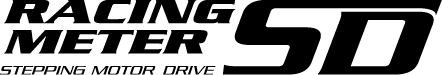 RACING
METER
STEPPING MOTOR DRIVE
SD